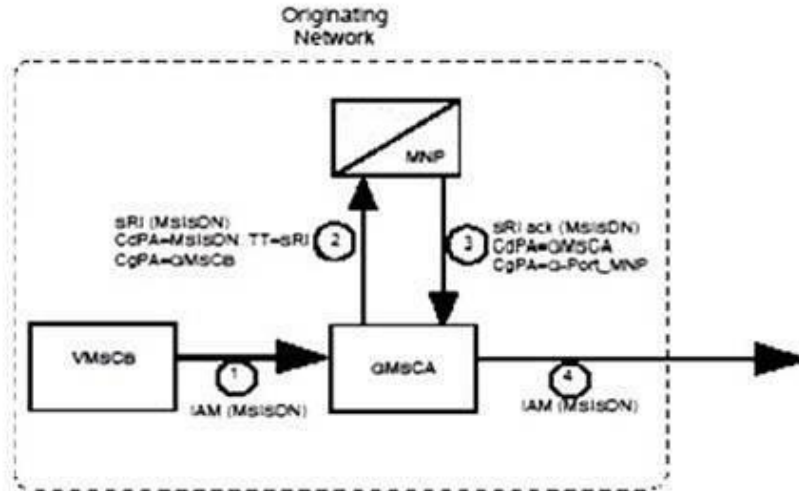 Originating
Network
MNP
SRI (MSISDN)
CdPA=MSISDN, TT=SRI
CgPA=GMSCB
2
3
SRI ack (MSISDN)
CdPA=GMSCA
CgPA=G-Port_MNP
VMSCB
1
IAM (MSISDN)
GMSCA
4
IAM (MSISDN)